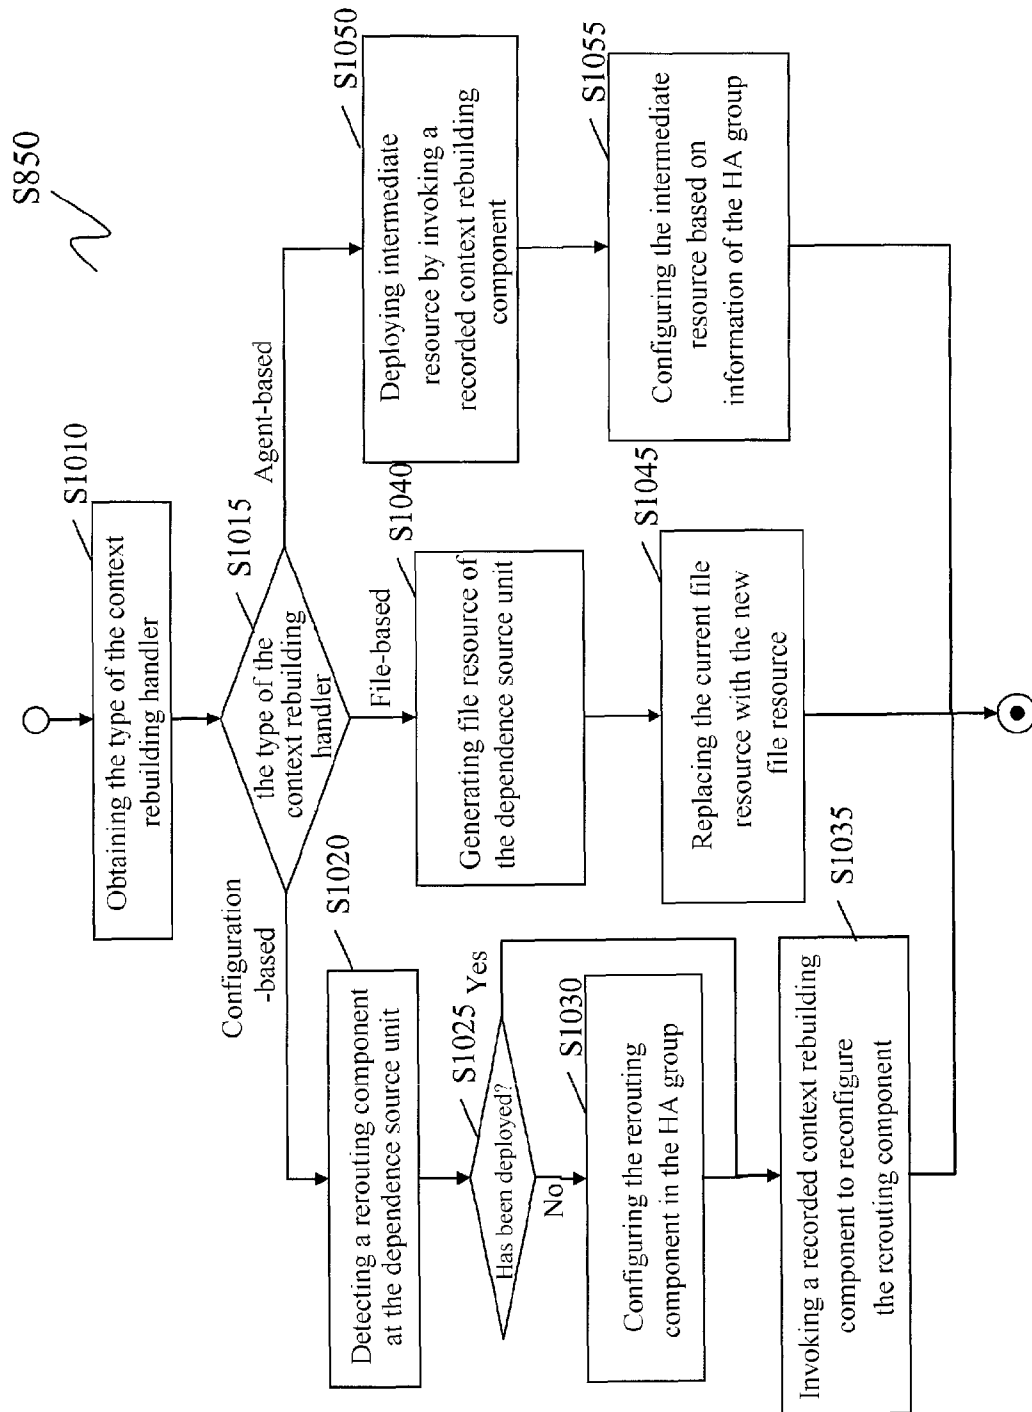 S850
S1010
Obtaining the type of the context
rebuilding handler
S1015
the type of the
context rebuilding
handler
Configuration
-based
File-based
Agent-based
S1020
Detecting a rerouting component
at the dependence source unit
S1025
Has been deployed?
Yes
No
S1030
Configuring the rerouting
component in the HA group
S1035
Invoking a recorded context rebuilding
component to reconfigure
the rerouting component
S1040
Generating file resource of
the dependence source unit
S1045
Replacing the current file
resource with the new
file resource
S1050
Deploying intermediate
resource by invoking a
recorded context rebuilding
component
S1055
Configuring the intermediate
resource based on
information of the HA group